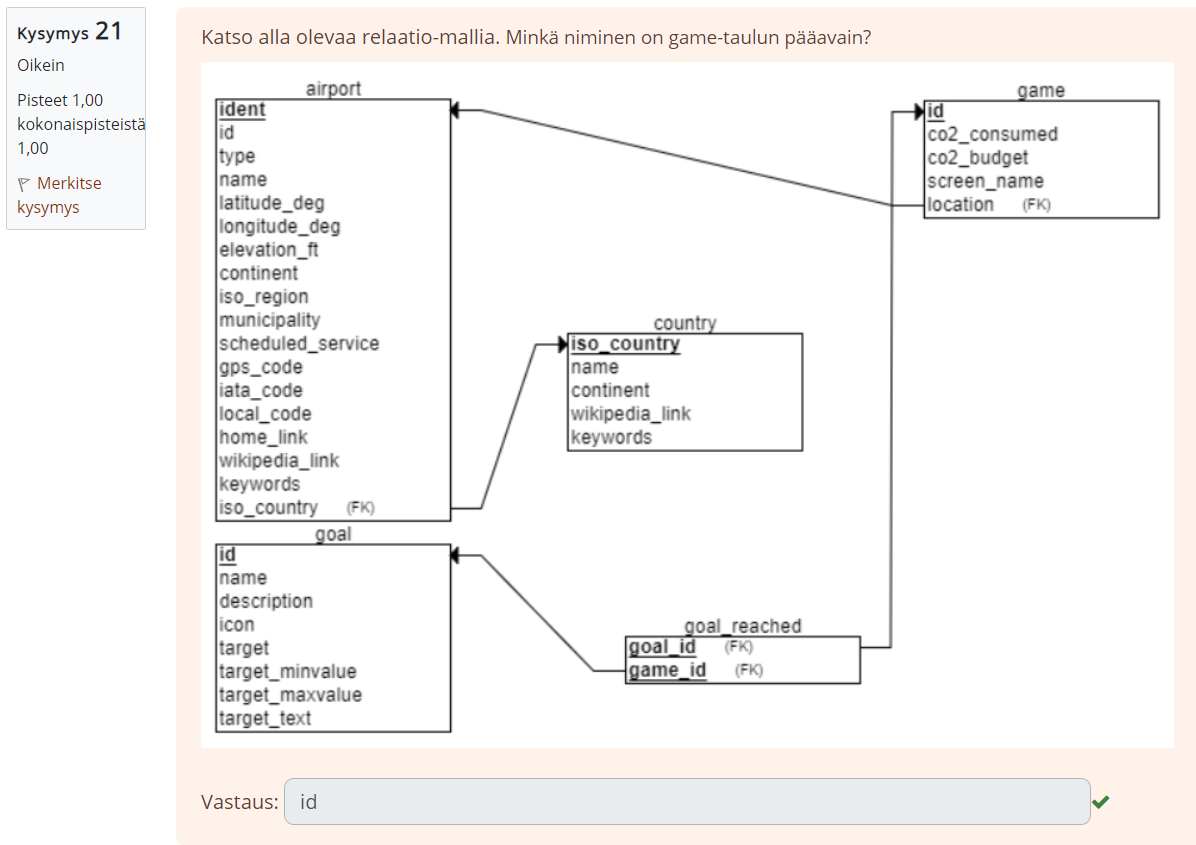 Kysymys 21
Oikein
Pisteet 1,00
kokonaispisteistä
1,00
Merkitse
kysymys
Katso alla olevaa relaatio-mallia. Minkä niminen on game-taulun pääavain?
airport
ident
id
type
name
latitude_deg
longitude_deg
elevation_ft
continent
iso_region
municipality
scheduled_service
gps_code
iata_code
local_code
home_link
wikipedia_link
keywords
iso_country (FK)
game
id
co2_consumed
co2_budget
screen_name
location (FK)
country
iso_country
name
continent
wikipedia_link
keywords
goal
id
name
description
icon
target
target_minvalue
target_maxvalue
target_text
goal_reached
goal_id (FK)
game_id (FK)
Vastaus: id